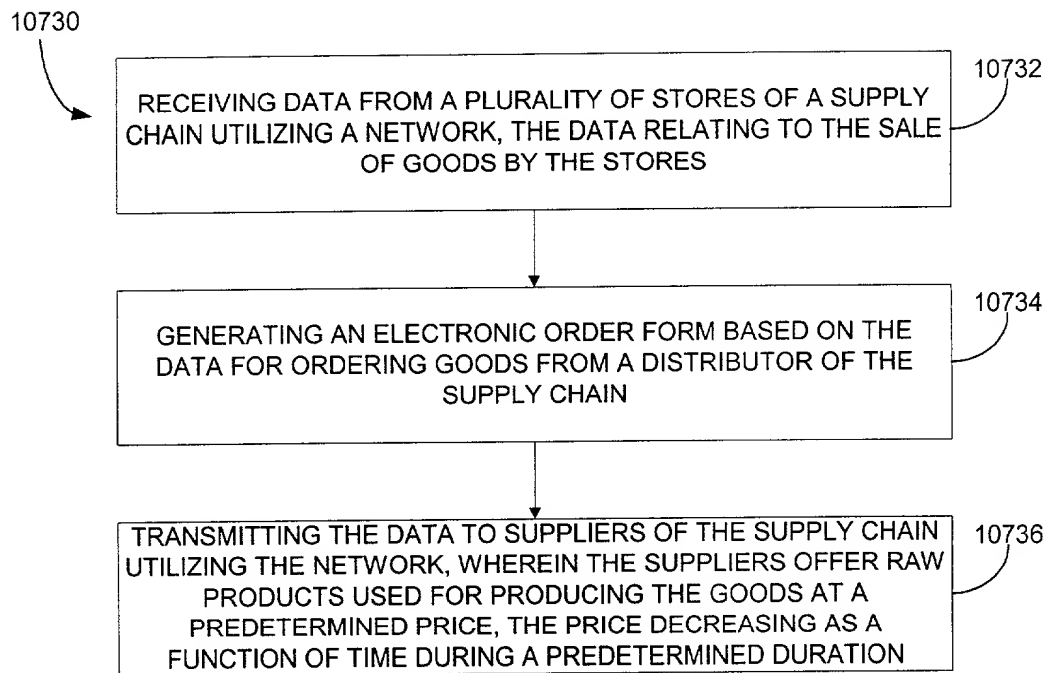 10730
10732
RECEIVING DATA FROM A PLURALITY OF STORES OF A SUPPLY
CHAIN UTILIZING A NETWORK, THE DATA RELATING TO THE SALE
OF GOODS BY THE STORES
10734
GENERATING AN ELECTRONIC ORDER FORM BASED ON THE
DATA FOR ORDERING GOODS FROM A DISTRIBUTOR OF THE
SUPPLY CHAIN
10736
TRANSMITTING THE DATA TO SUPPLIERS OF THE SUPPLY CHAIN
UTILIZING THE NETWORK, WHEREIN THE SUPPLIERS OFFER RAW
PRODUCTS USED FOR PRODUCING THE GOODS AT A
PREDETERMINED PRICE, THE PRICE DECREASING AS A
FUNCTION OF TIME DURING A PREDETERMINED DURATION